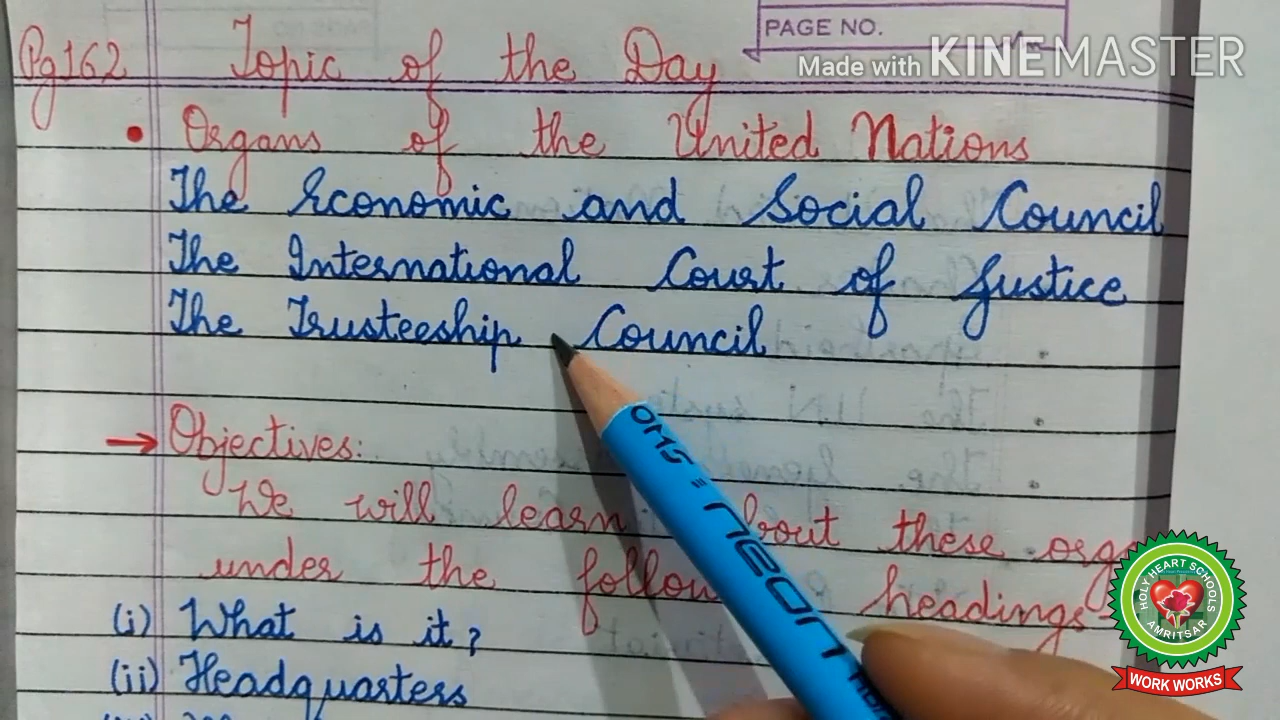 PAGE NO.
Made with KINEMASTER
Pg 162 Topic of the Day
• Organs of the United Nations
The Economic and Social Council
The International Court of Justice
The Trusteeship Council
→ Objectives:
We will learn these
under the headings-
(i) What is it?
(ii) Headquarters
OMS = neon
HOLY HEART SCHOOLS
AMRITSAR
WORK WORKS